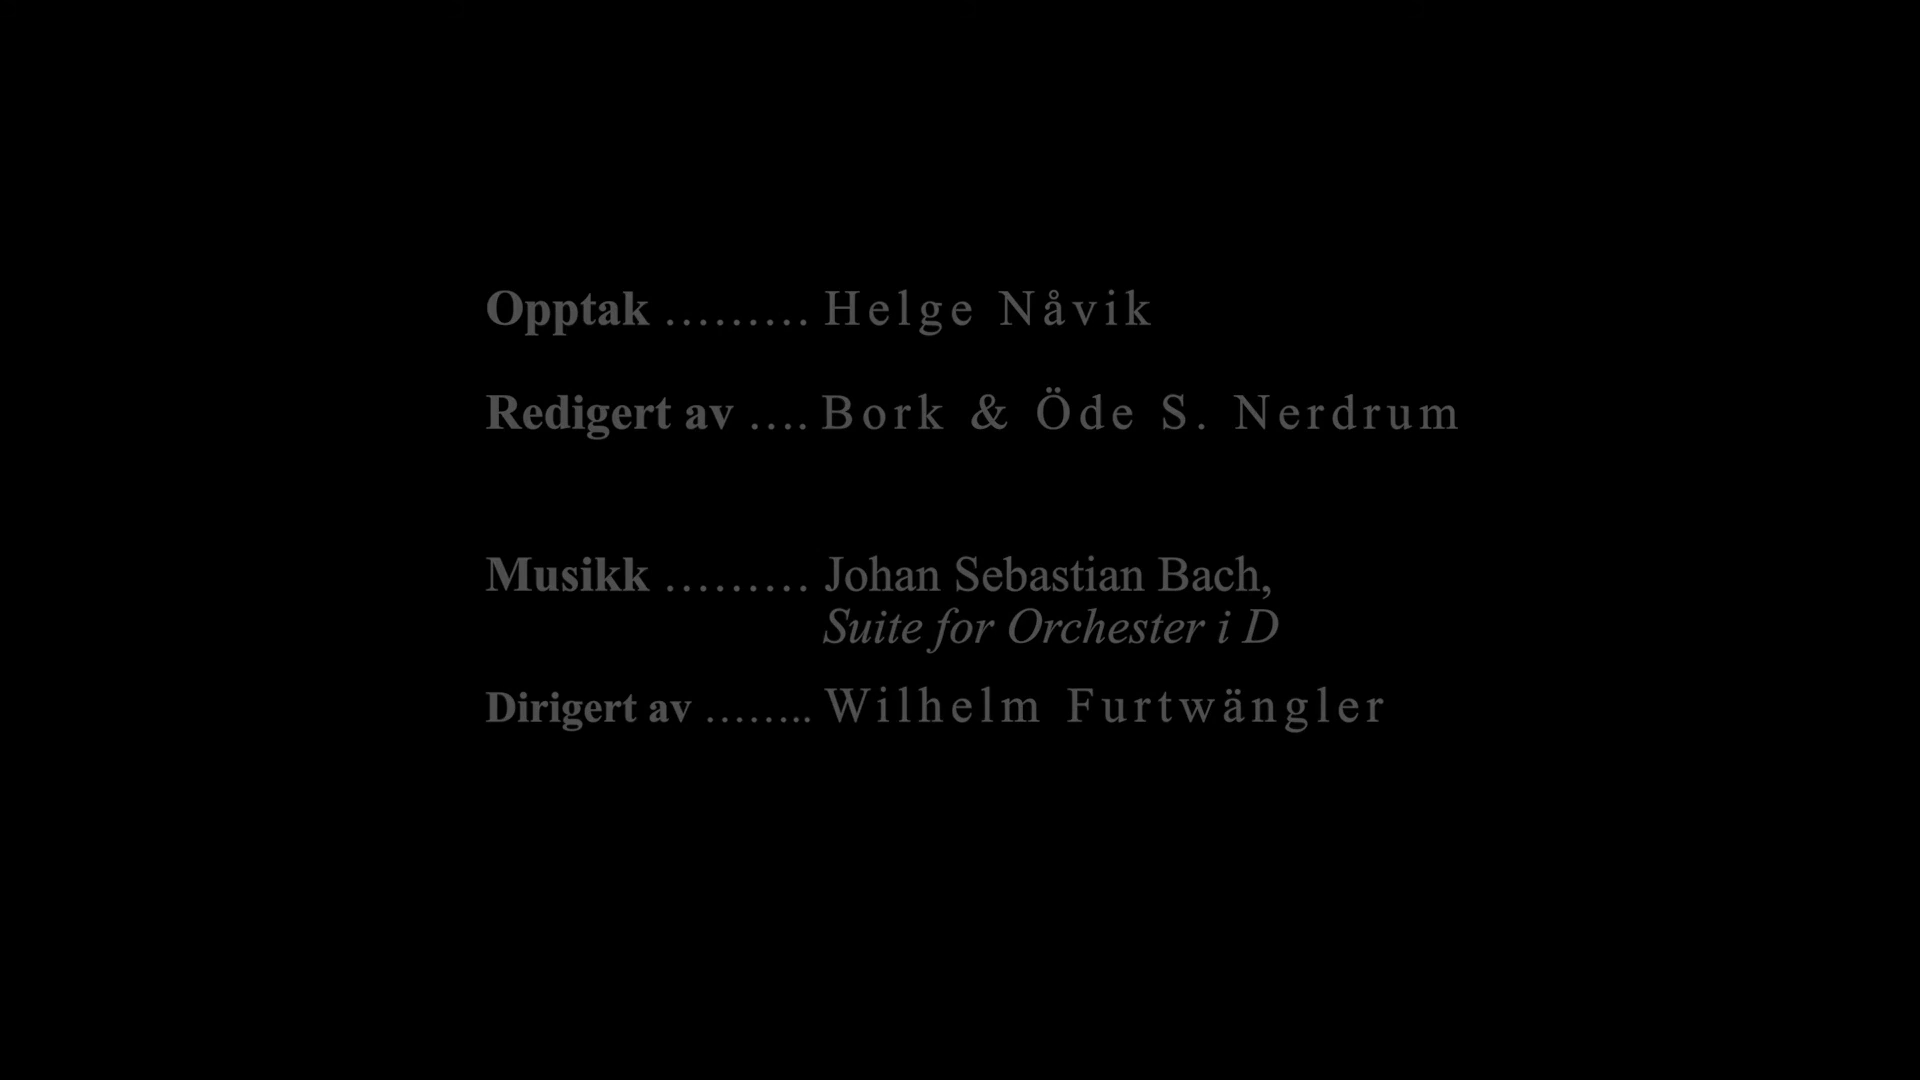 Opptak ......... Helge Nåvik
Redigert av .... Bork & Öde S. Nerdrum
Musikk ......... Johan Sebastian Bach,
Suite for Orchester i D
Dirigert av ........ Wilhelm Furtwängler